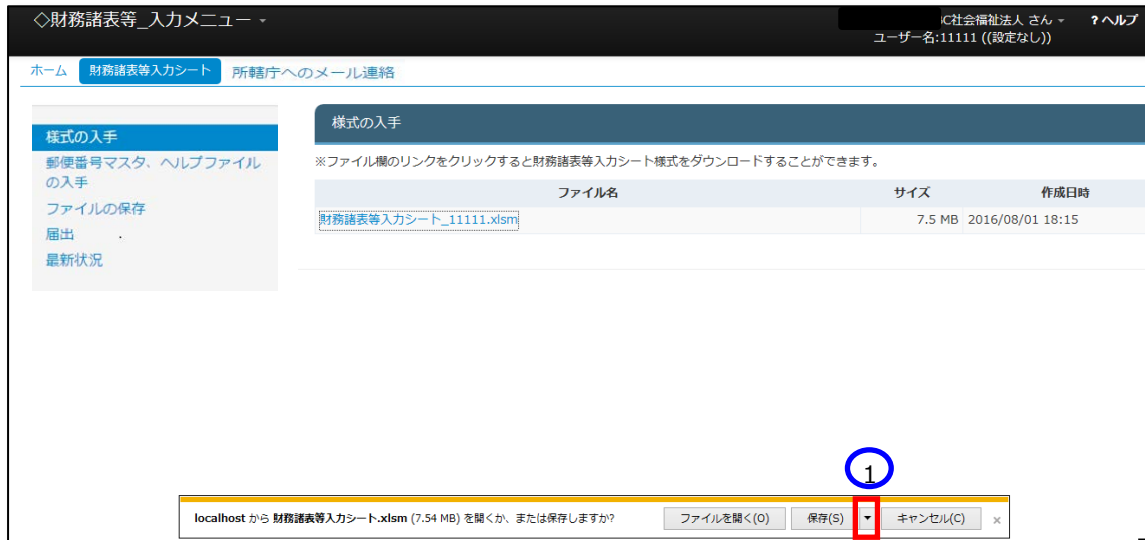 ◇財務諸表等_入力メニュー
C社会福祉法人 さん
?ヘルプ
ユーザー名:11111 ((設定なし))
ホーム 財務諸表等入力シート 所轄庁へのメール連絡
様式の入手
郵便番号マスタ、ヘルプファイル
の入手
ファイルの保存
届出
最新状況
様式の入手
※ファイル欄のリンクをクリックすると財務諸表等入力シート様式をダウンロードすることができます。
ファイル名 サイズ 作成日時
財務諸表等入力シート_11111.xlsm 7.5 MB 2016/08/01 18:15
1
localhost から 財務諸表等入力シート.xlsm (7.54 MB) を開くか、または保存しますか? ファイルを開く(O) 保存(S) キャンセル(C) ×